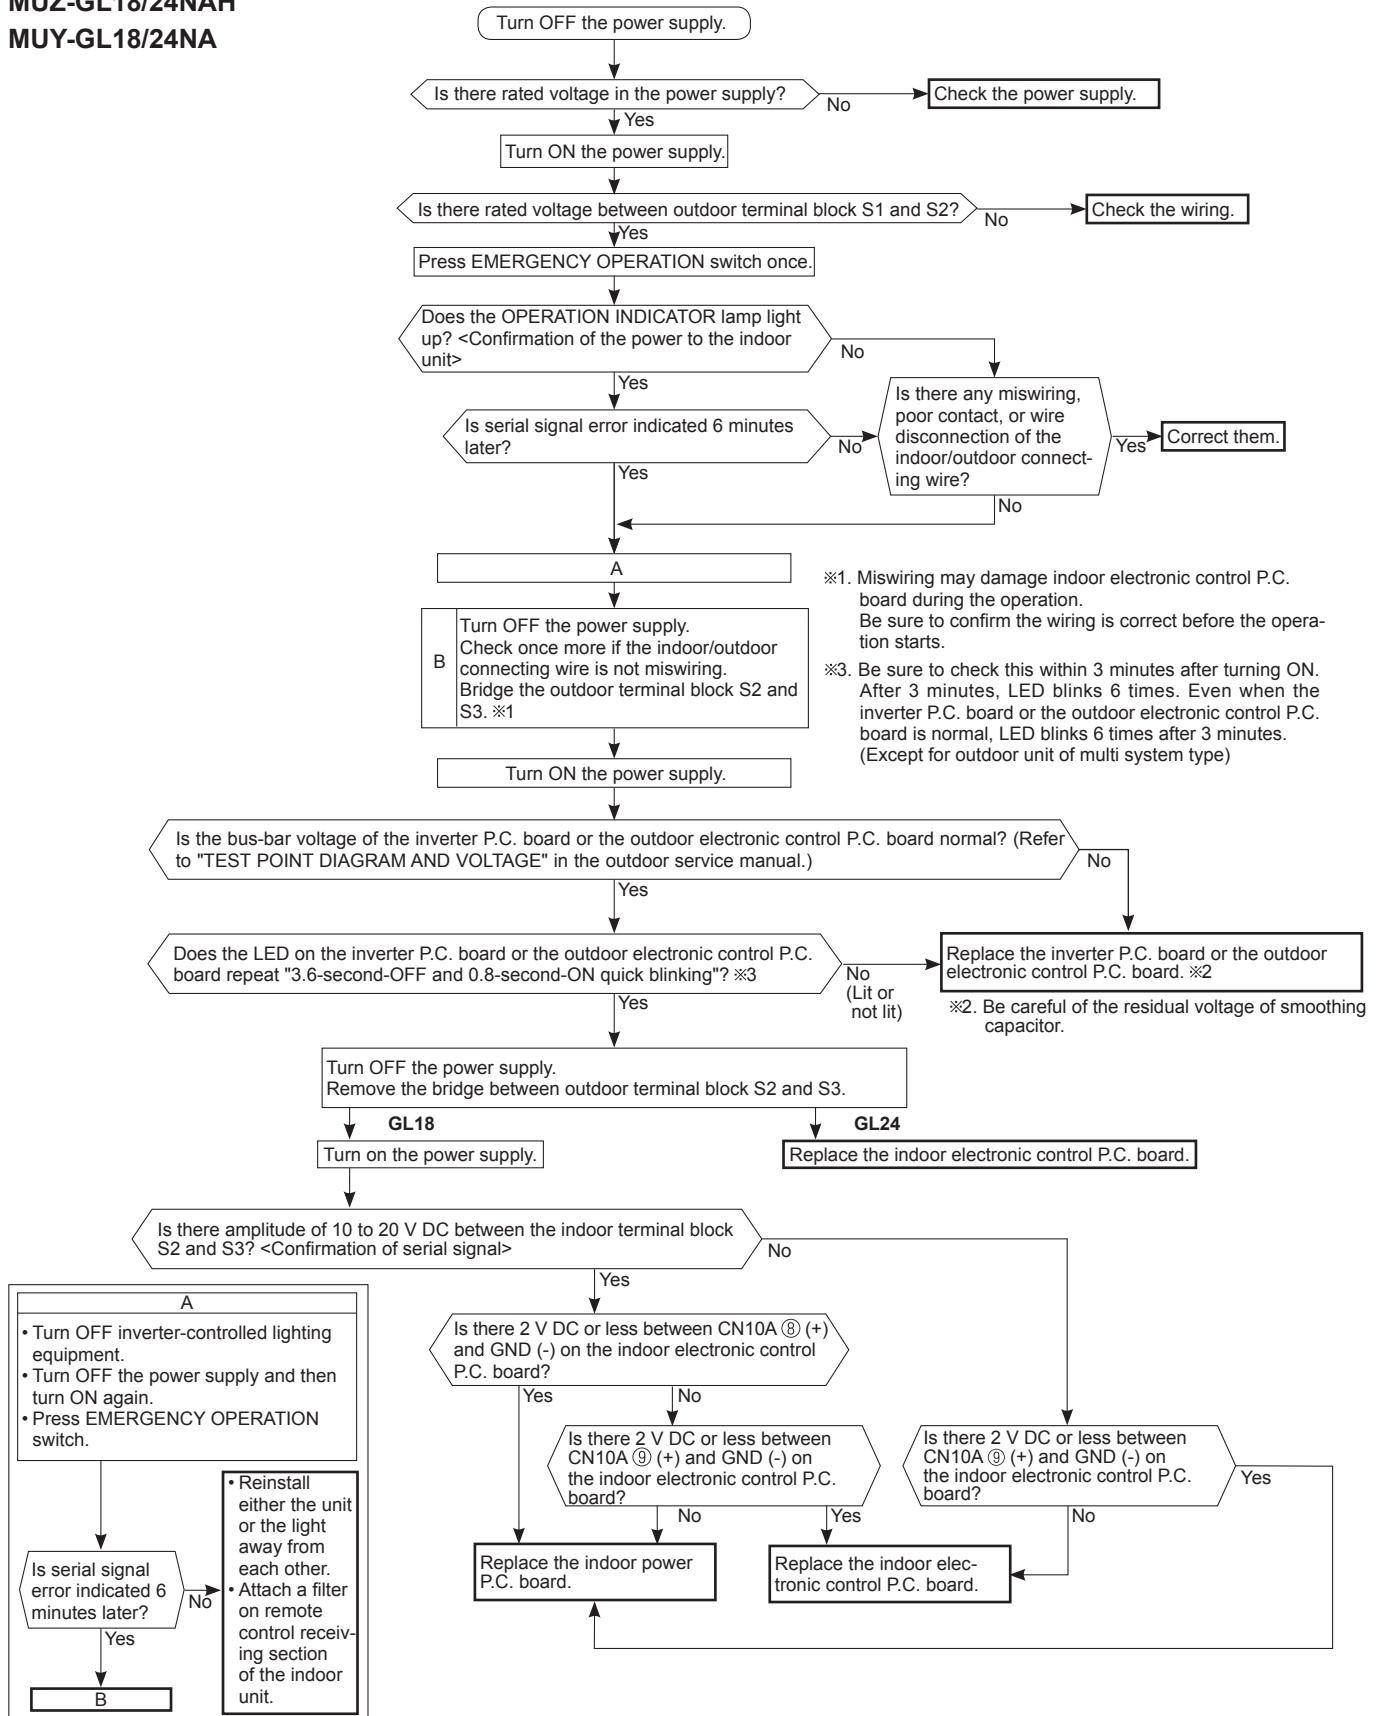 MUZ-GL18/24NAH
MUY-GL18/24NA
Turn OFF the power supply.
Is there rated voltage in the power supply?
No
Check the power supply.
Yes
Turn ON the power supply.
Is there rated voltage between outdoor terminal block S1 and S2?
No
Check the wiring.
Yes
Press EMERGENCY OPERATION switch once.
Does the OPERATION INDICATOR lamp light
up? <Confirmation of the power to the indoor
unit>
No
Yes
Is serial signal error indicated 6 minutes
later?
No
Yes
Is there any miswiring,
poor contact, or wire
disconnection of the
indoor/outdoor connect-
ing wire?
Yes
Correct them.
No
A
B
Turn OFF the power supply.
Check once more if the indoor/outdoor
connecting wire is not miswiring.
Bridge the outdoor terminal block S2 and
S3. ※1
※1. Miswiring may damage indoor electronic control P.C.
board during the operation.
Be sure to confirm the wiring is correct before the opera-
tion starts.
※3. Be sure to check this within 3 minutes after turning ON.
After 3 minutes, LED blinks 6 times. Even when the
inverter P.C. board or the outdoor electronic control P.C.
board is normal, LED blinks 6 times after 3 minutes.
(Except for outdoor unit of multi system type)
Turn ON the power supply.
Is the bus-bar voltage of the inverter P.C. board or the outdoor electronic control P.C. board normal? (Refer
to "TEST POINT DIAGRAM AND VOLTAGE" in the outdoor service manual.)
No
Yes
Does the LED on the inverter P.C. board or the outdoor electronic control P.C.
board repeat "3.6-second-OFF and 0.8-second-ON quick blinking"? ※3
No
(Lit or
not lit)
Yes
Replace the inverter P.C. board or the outdoor
electronic control P.C. board. ※2
※2. Be careful of the residual voltage of smoothing
capacitor.
Turn OFF the power supply.
Remove the bridge between outdoor terminal block S2 and S3.
GL18
GL24
Turn on the power supply.
Replace the indoor electronic control P.C. board.
Is there amplitude of 10 to 20 V DC between the indoor terminal block
S2 and S3? <Confirmation of serial signal>
No
Yes
Is there 2 V DC or less between CN10A ⑧ (+)
and GND (-) on the indoor electronic control
P.C. board?
Yes
No
Is there 2 V DC or less between
CN10A ⑨ (+) and GND (-) on
the indoor electronic control P.C.
board?
No
Yes
Is there 2 V DC or less between
CN10A ⑨ (+) and GND (-) on
the indoor electronic control P.C.
board?
Yes
No
Replace the indoor power
P.C. board.
Replace the indoor elec-
tronic control P.C. board.
A
• Turn OFF inverter-controlled lighting
equipment.
• Turn OFF the power supply and then
turn ON again.
• Press EMERGENCY OPERATION
switch.
Is serial signal
error indicated 6
minutes later?
No
Yes
B
• Reinstall
either the unit
or the light
away from
each other.
• Attach a filter
on remote
control receiv-
ing section
of the indoor
unit.